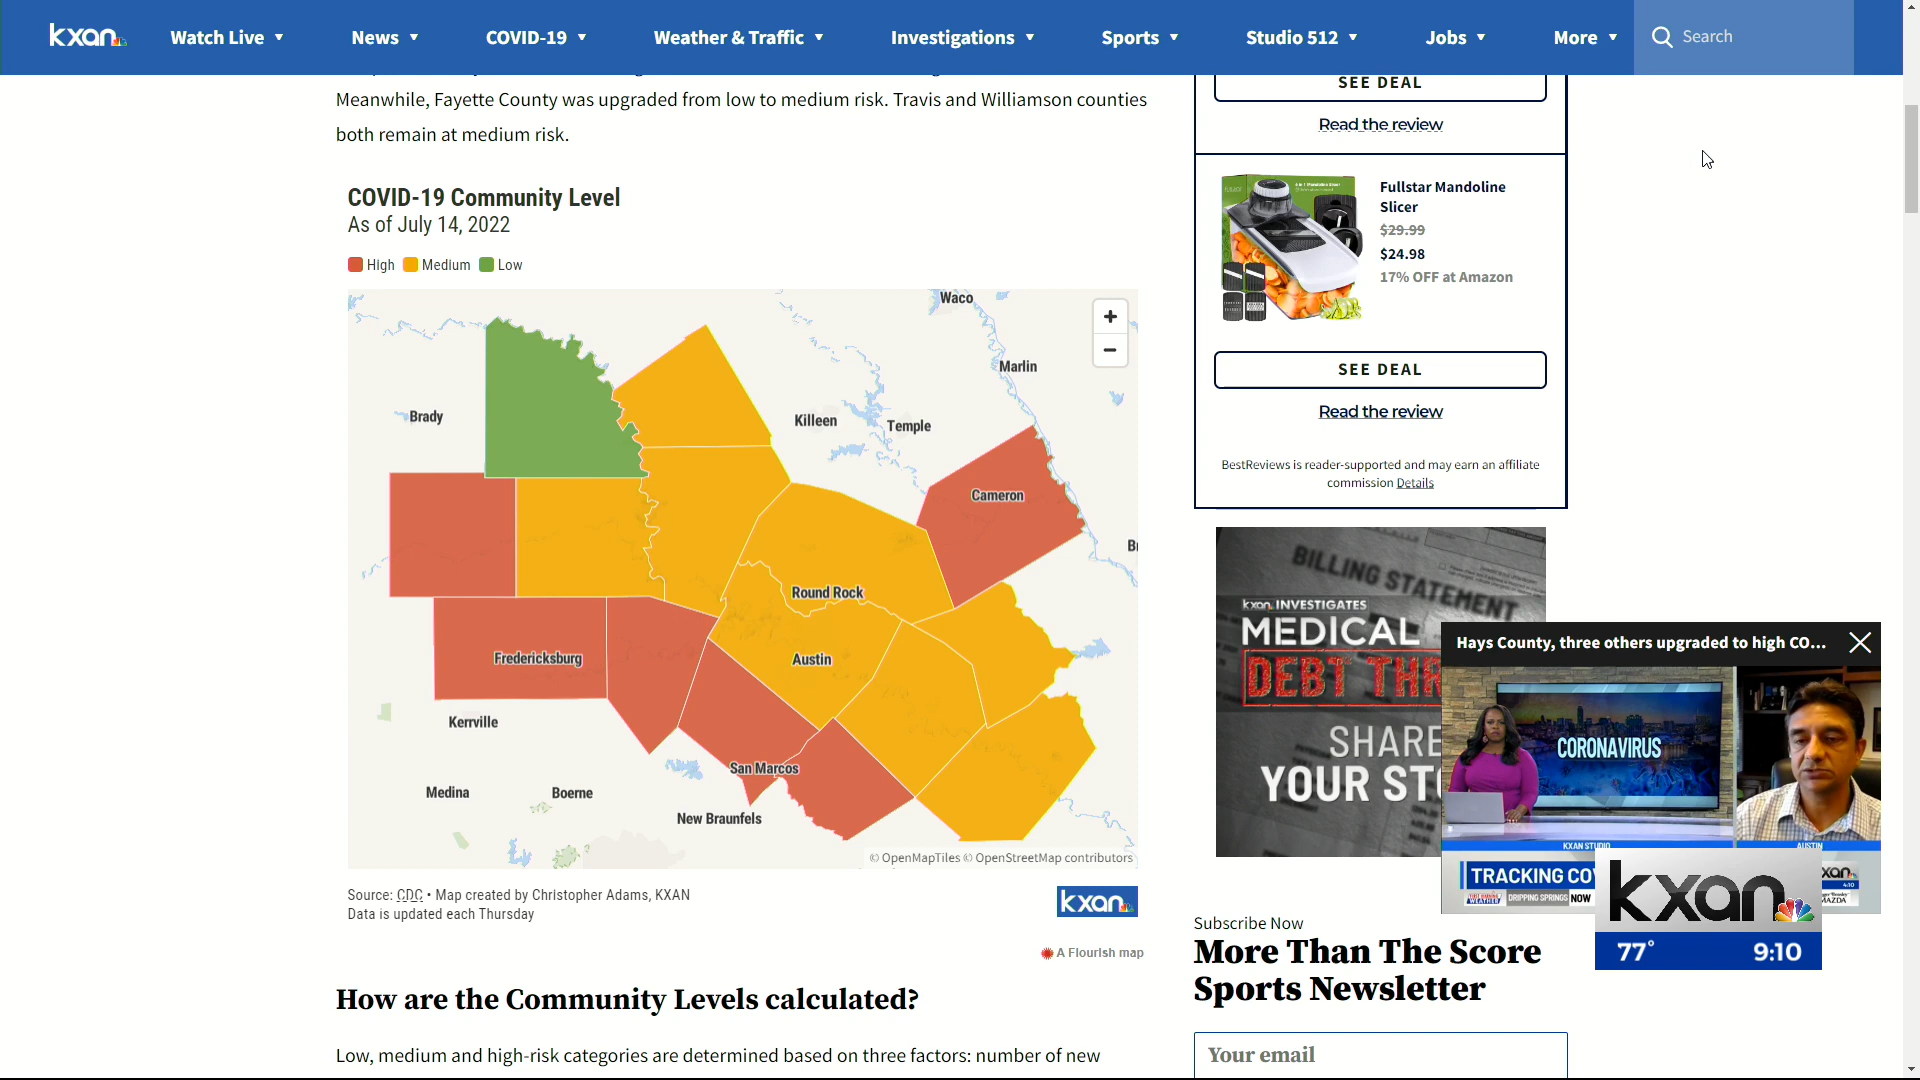 kxan
Watch Live
News
COVID-19
Weather & Traffic
Investigations
Sports
Studio 512
Jobs
More
Search
Meanwhile, Fayette County was upgraded from low to medium risk. Travis and Williamson counties
both remain at medium risk.
COVID-19 Community Level
As of July 14, 2022
High
Medium
Low
Waco
+
Marlin
−
Brady
Killeen
Temple
Cameron
Round Rock
Fredericksburg
Austin
Kerrville
San Marcos
Medina
Boerne
New Braunfels
© OpenMapTiles © OpenStreetMap contributors
Source: CDC • Map created by Christopher Adams, KXAN
Data is updated each Thursday
kxan
A Flourish map
How are the Community Levels calculated?
Low, medium and high-risk categories are determined based on three factors: number of new
SEE DEAL
Read the review
Fullstar Mandoline
Slicer
$29.99
$24.98
17% OFF at Amazon
SEE DEAL
Read the review
BestReviews is reader-supported and may earn an affiliate
commission Details
BILLING STATEMENT
kxan INVESTIGATES
MEDICAL
DEBT THR
SHARE
YOUR ST
Hays County, three others upgraded to high CO...
CORONAVIRUS
KXAN STUDIO
AUSTIN
TRACKING CO
DRIPPING SPRINGS
NOW
kxan
77°
9:10
Subscribe Now
More Than The Score
Sports Newsletter
Your email